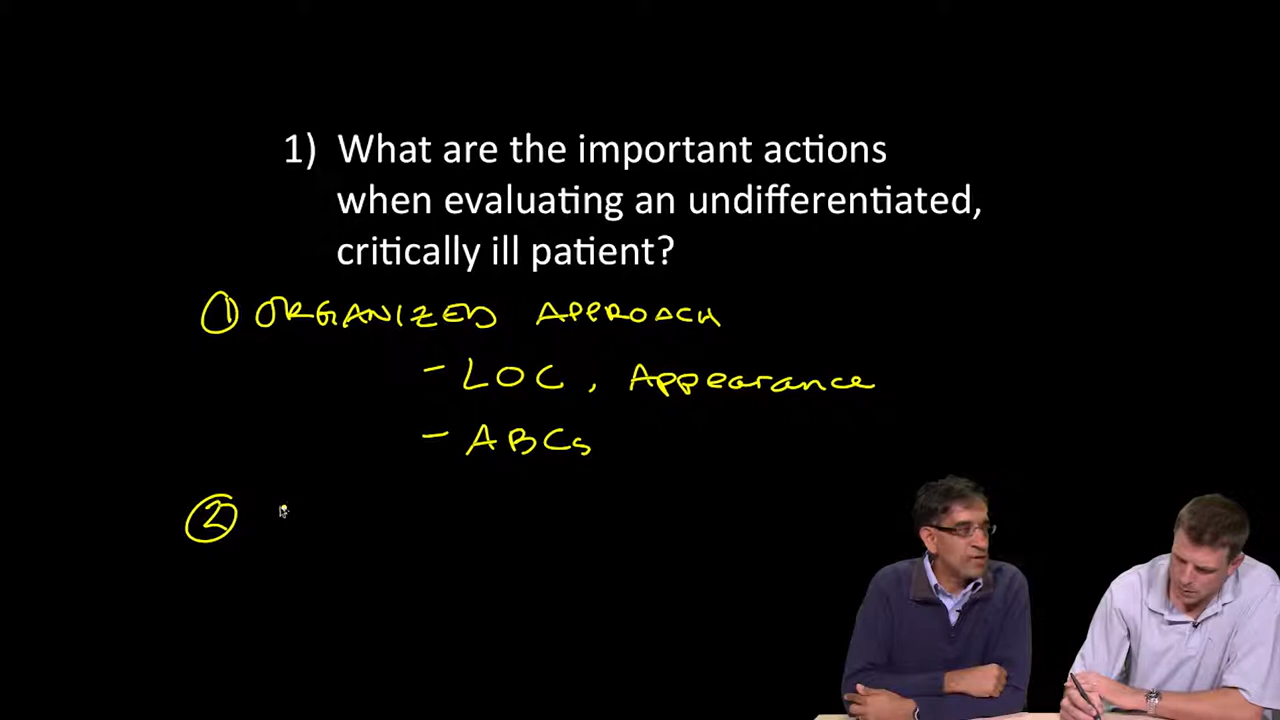 1) What are the important actions
when evaluating an undifferentiated,
critically ill patient?
① ORGANIZED APPROACH
- LOC, Appearance
- ABCs
②